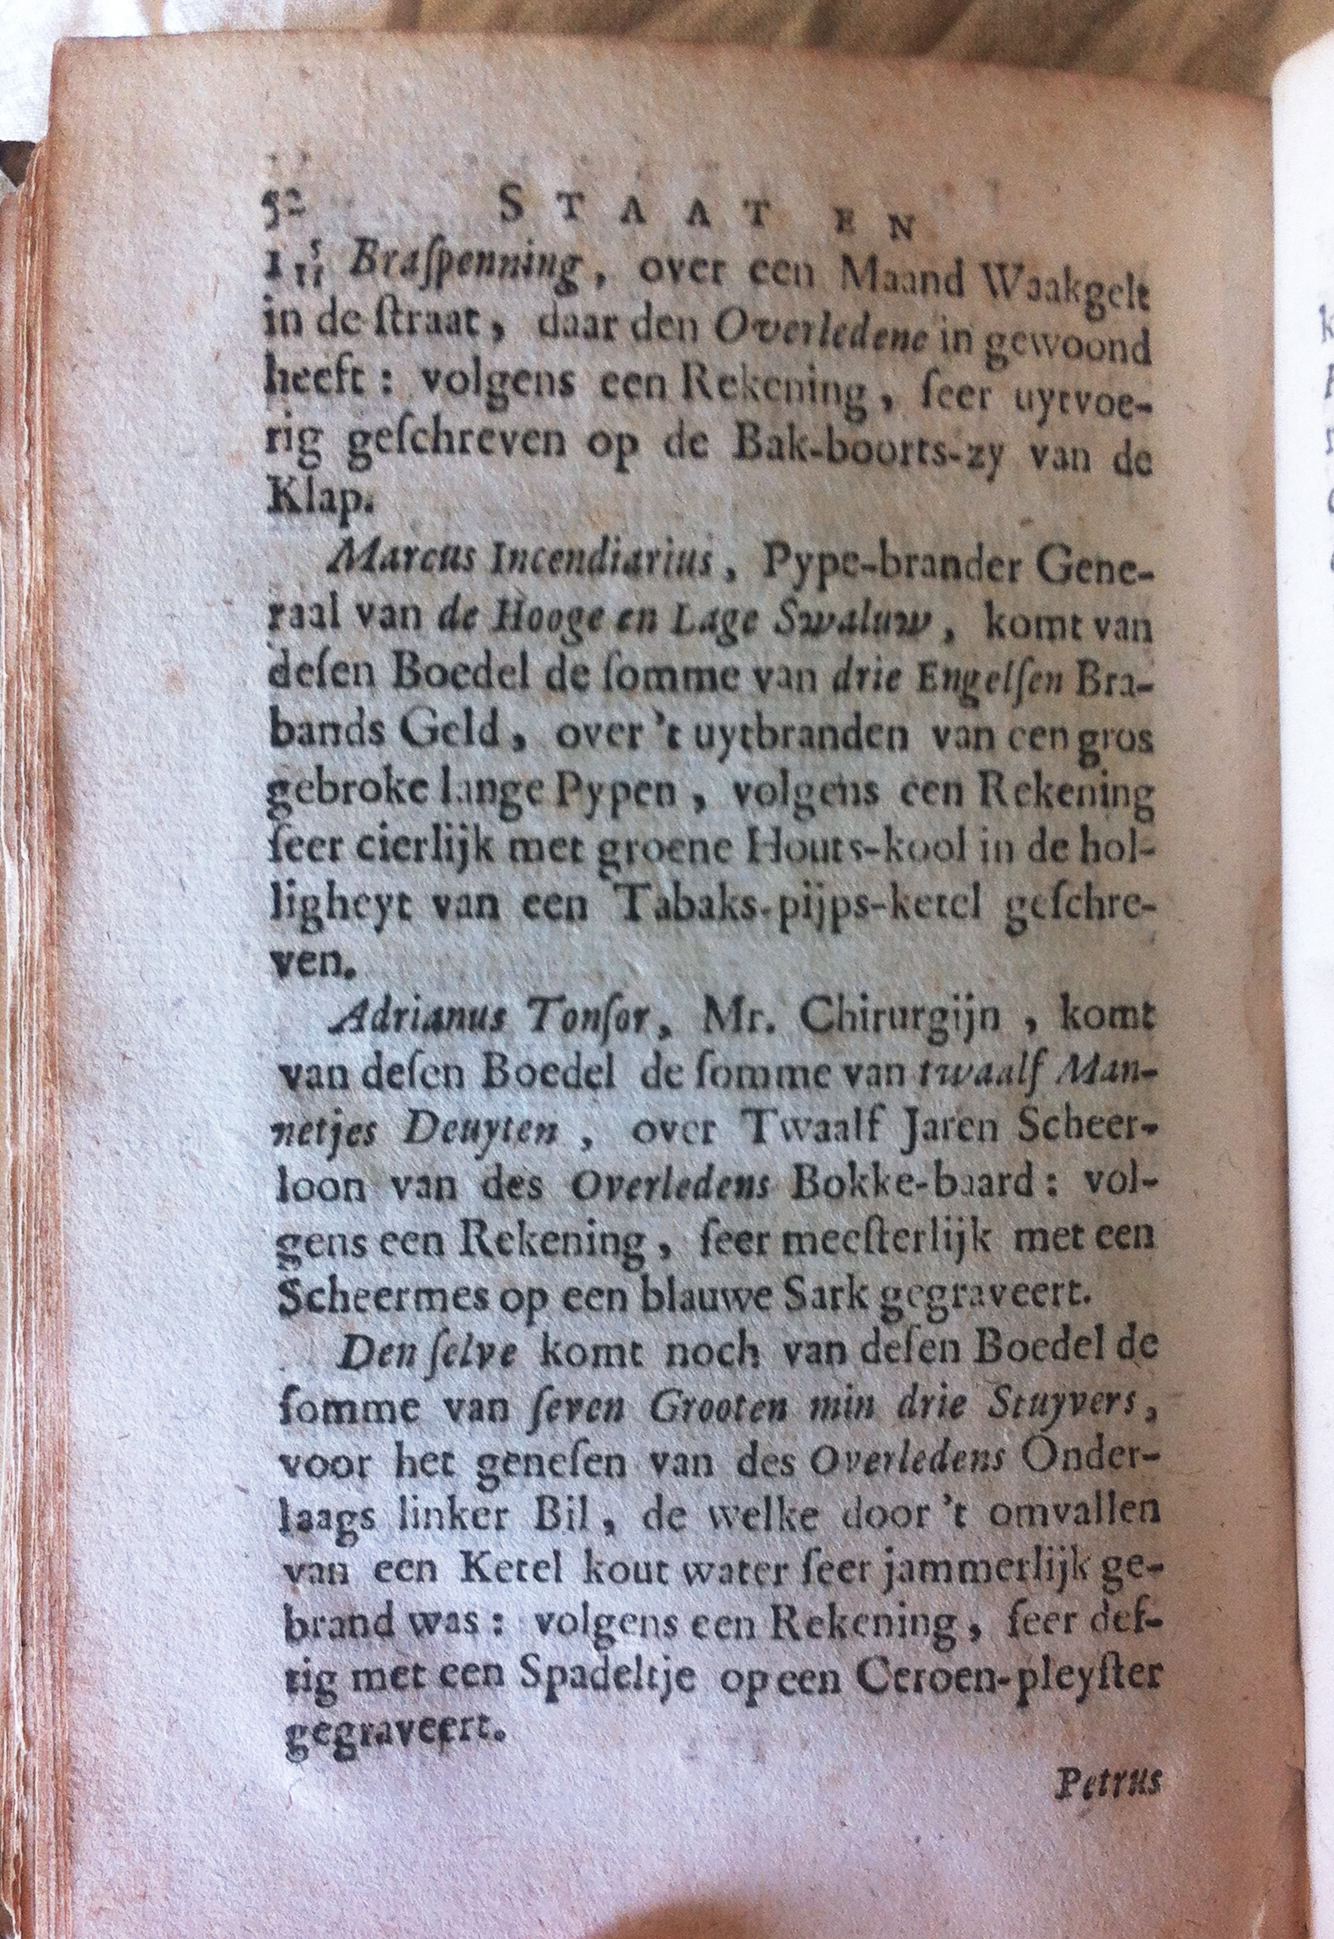 52 STAAT EN
1 5/11 Braſpenning, over een Maand Waakgelt
in de ſtraat, daar den Overledene in gewoond
heeft: volgens een Rekening, ſeer uytvoe-
rig geſchreven op de Bak-boorts-zy van de
Klap.
Marcus Incendiarius, Pype-brander Gene-
raal van de Hooge en Lage Swaluw, komt van
deſen Boedel de ſomme van drie Engelſen Bra-
bands Geld, over 't uytbranden van een gros
gebroke lange Pypen, volgens een Rekening
ſeer cierlijk met groene Houts-kool in de hol-
ligheyt van een Tabaks-pijps-ketel geſchre-
ven.
Adrianus Tonſor, Mr. Chirurgijn, komt
van deſen Boedel de ſomme van twaalf Man-
netjes Deuyten, over Twaalf Jaren Scheer-
loon van des Overledens Bokke-baard: vol-
gens een Rekening, ſeer meeſterlijk met een
Scheermes op een blauwe Sark gegraveert.
Den ſelve komt noch van deſen Boedel de
ſomme van ſeven Grooten min drie Stuyvers,
voor het geneſen van des Overledens Onder-
laags linker Bil, de welke door 't omvallen
van een Ketel kout water ſeer jammerlijk ge-
brand was: volgens een Rekening, ſeer def-
tig met een Spadeltje op een Ceroen-pleyſter
gegraveert.
Petrus